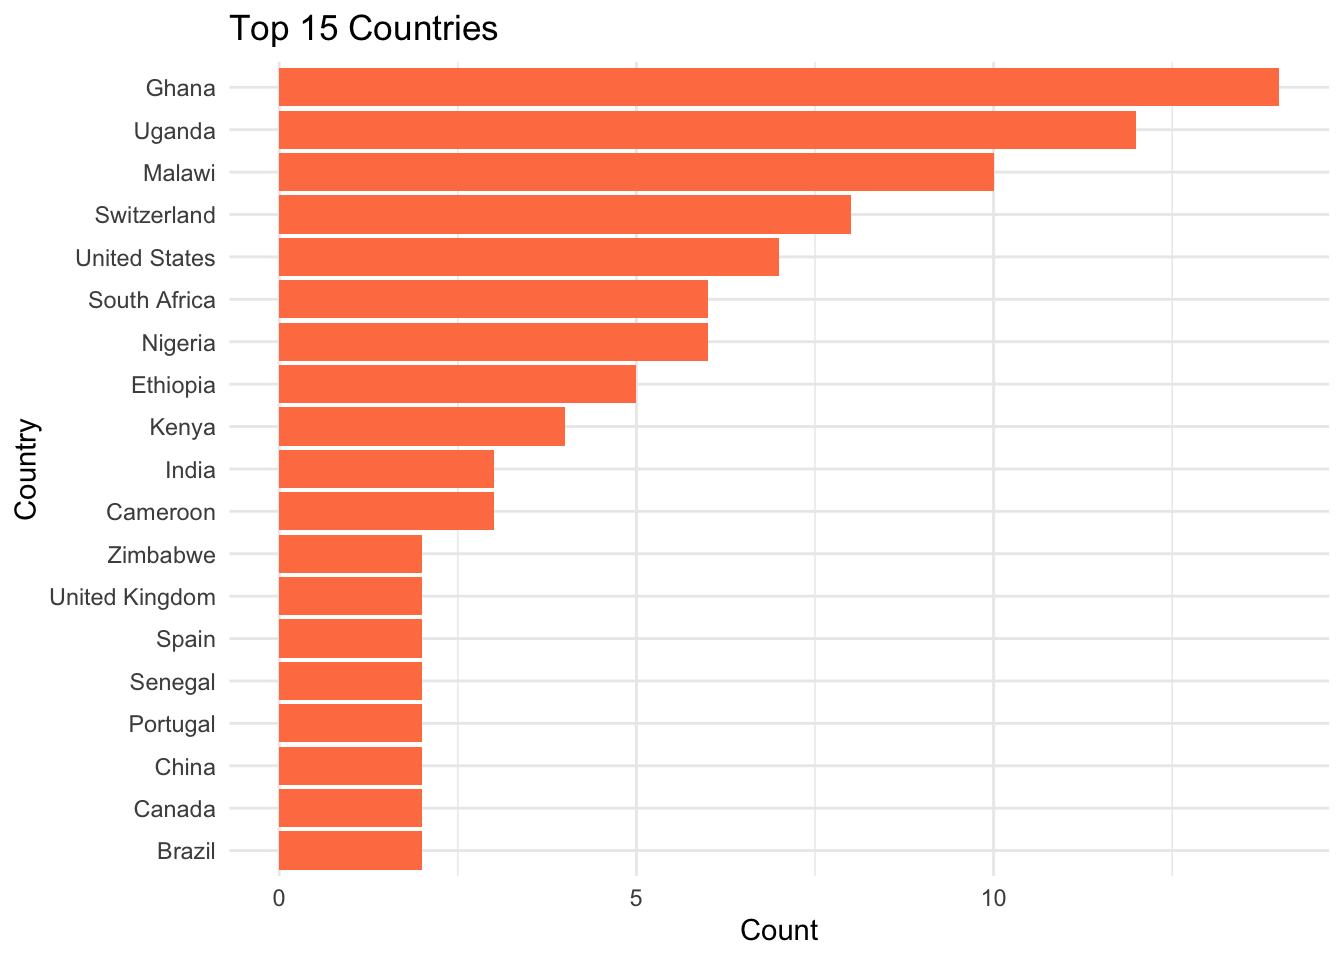 Top 15 Countries
Ghana
Uganda
Malawi
Switzerland
United States
South Africa
Nigeria
Ethiopia
Kenya
India
Cameroon
Zimbabwe
United Kingdom
Spain
Senegal
Portugal
China
Canada
Brazil
Country
0 5 10
Count